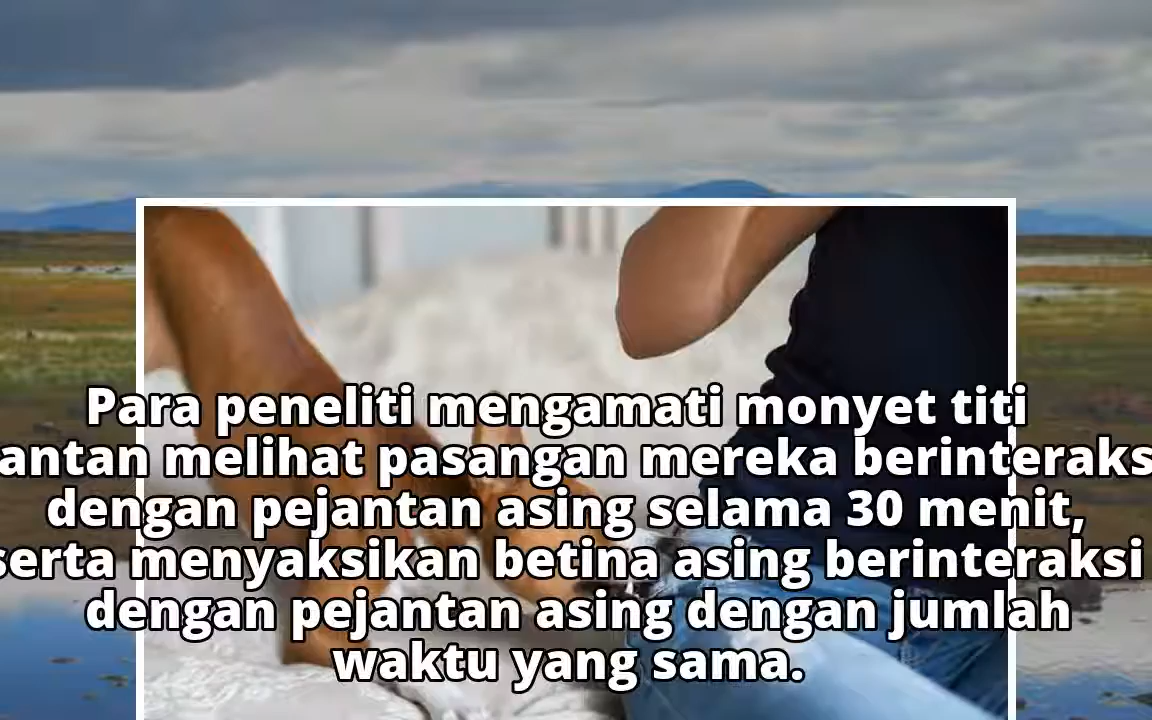 Para peneliti mengamati monyet titi
antan melihat pasangan mereka berinteraks
dengan pejantan asing selama 30 menit,
serta menyaksikan betina asing berinteraksi
dengan pejantan asing dengan jumlah
waktu yang sama.